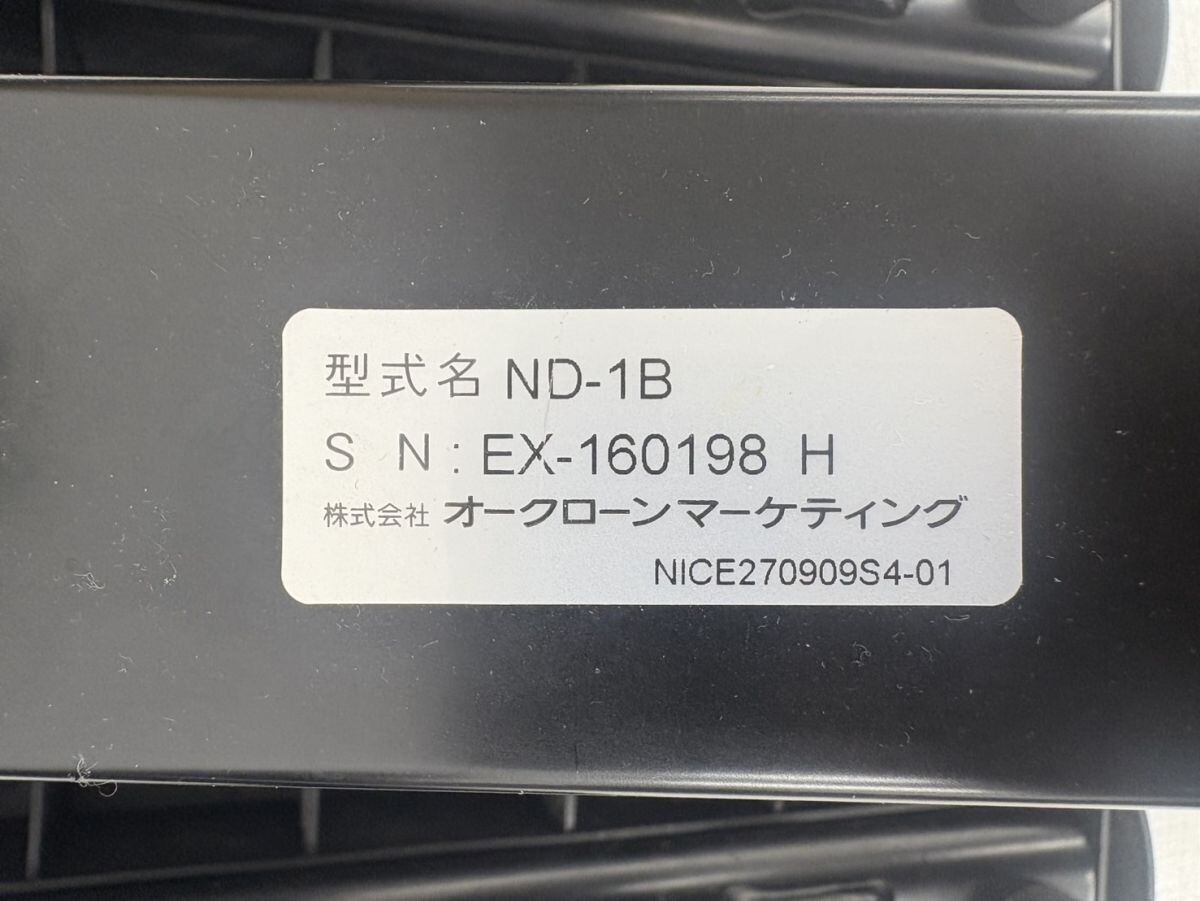 型式名 ND-1B
S N : EX-160198 H
株式会社 オークローンマーケティング
NICE270909S4-01